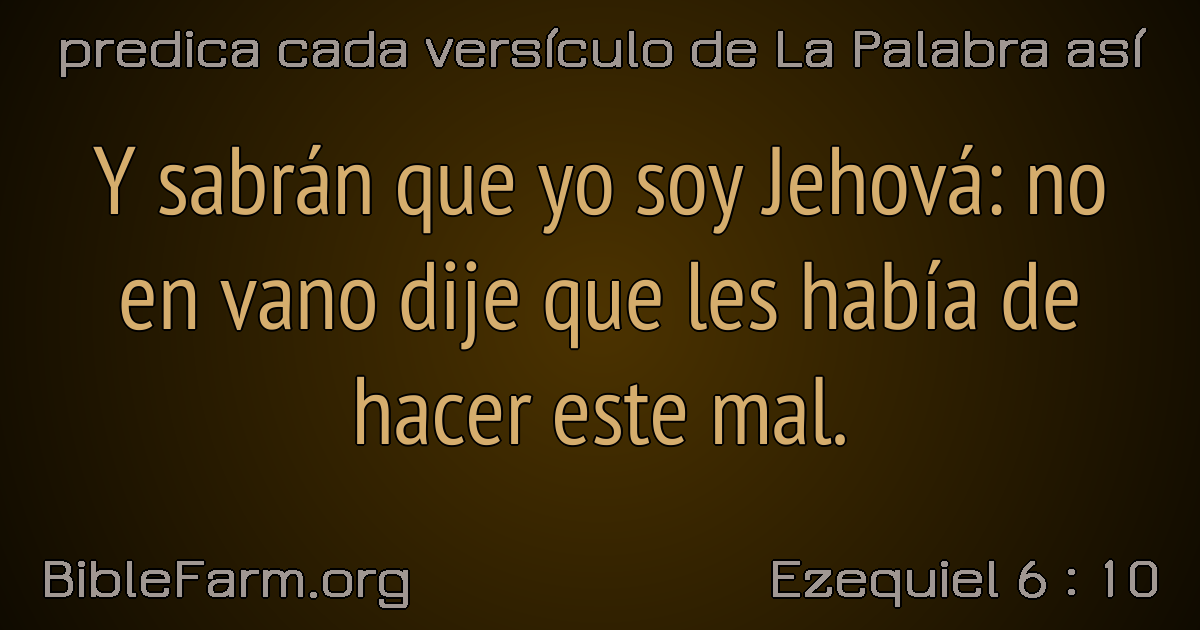 predica cada versículo de La Palabra así
Y sabrán que yo soy Jehová: no
en vano dije que les había de
hacer este mal.
BibleFarm.org
Ezequiel 6 : 10